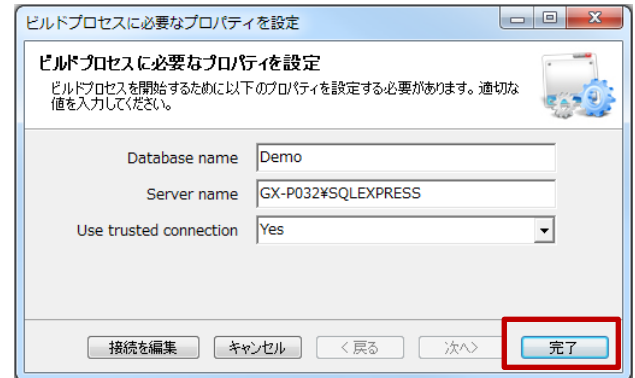 ビルドプロセスに必要なプロパティを設定
ビルドプロセスに必要なプロパティを設定
ビルドプロセスを開始するために以下のプロパティを設定する必要があります。適切な
値を入力してください。
Database name Demo
Server name GX-P032¥SQLEXPRESS
Use trusted connection Yes
接続を編集 キャンセル < 戻る 次へ> 完了